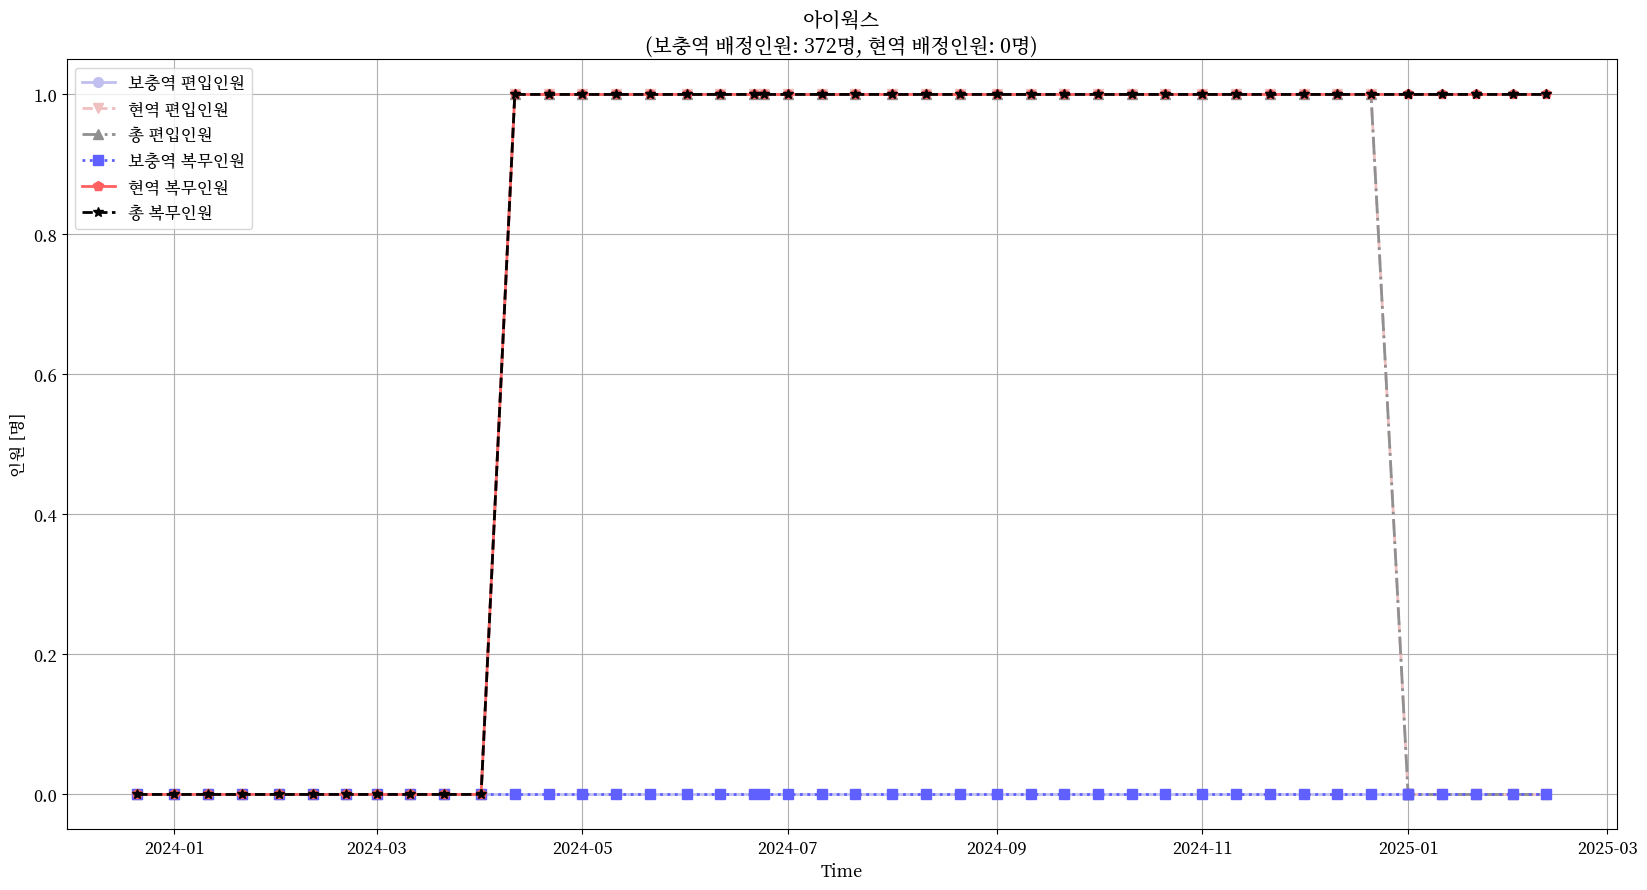 아이웍스
(보충역 배정인원: 372명, 현역 배정인원: 0명)
보충역 편입인원
현역 편입인원
총 편입인원
보충역 복무인원
현역 복무인원
총 복무인원
1.0
0.8
0.6
0.4
0.2
0.0
인원 [명]
2024-01
2024-03
2024-05
2024-07
2024-09
2024-11
2025-01
2025-03
Time